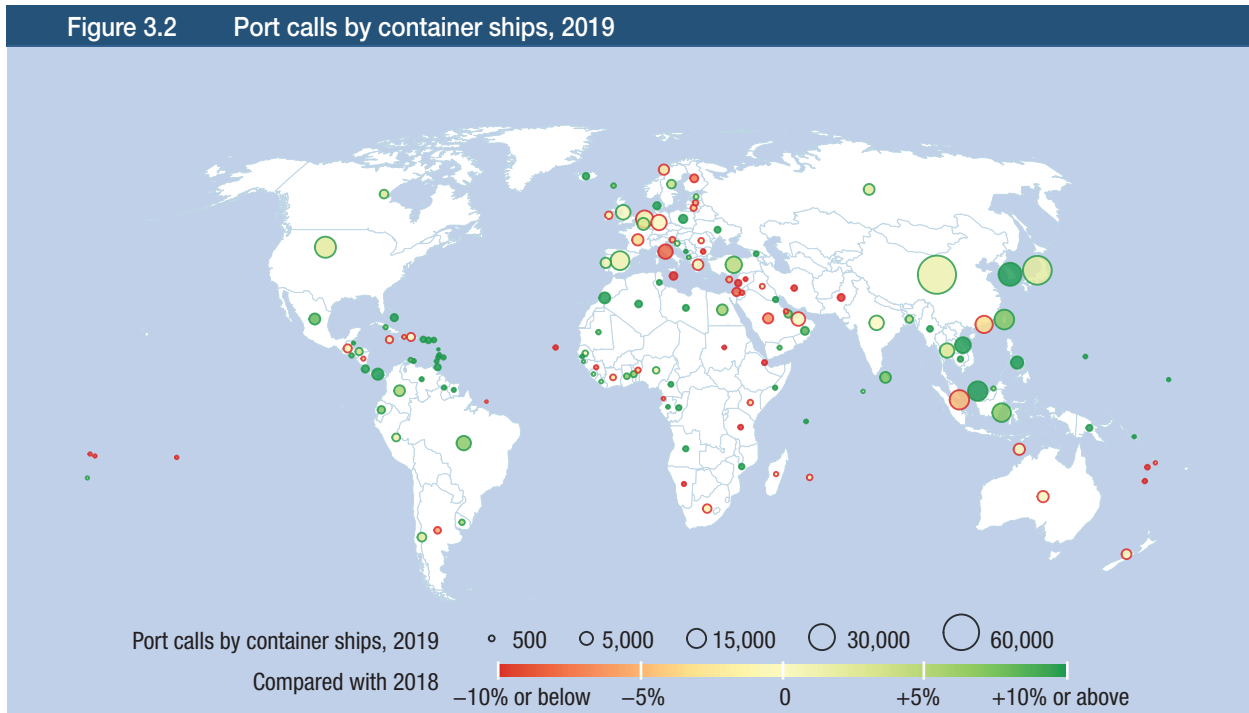 Figure 3.2 Port calls by container ships, 2019
Port calls by container ships, 2019 500 5,000 15,000 30,000 60,000
Compared with 2018 −10% or below −5% 0 +5% +10% or above